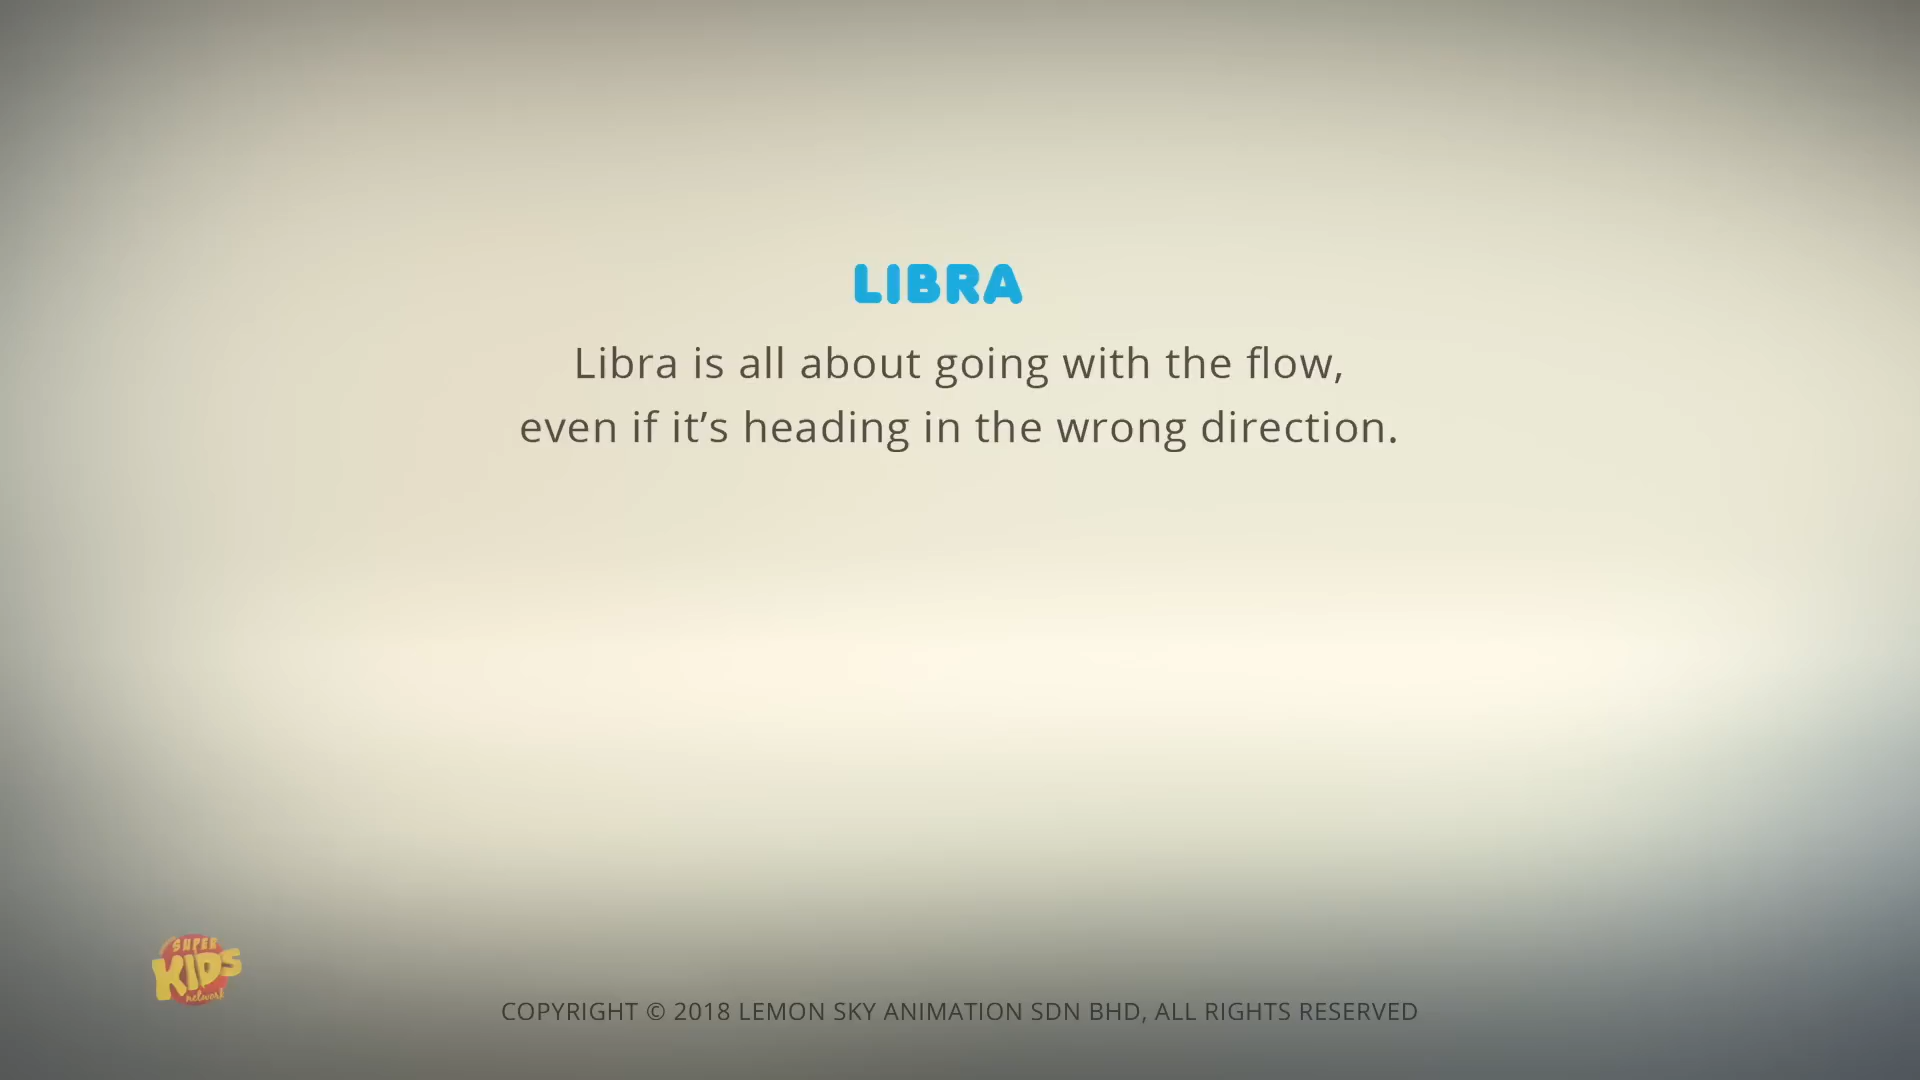 LIBRA
Libra is all about going with the flow,
even if it’s heading in the wrong direction.
SUPER
KIDS
network
COPYRIGHT © 2018 LEMON SKY ANIMATION SDN BHD, ALL RIGHTS RESERVED